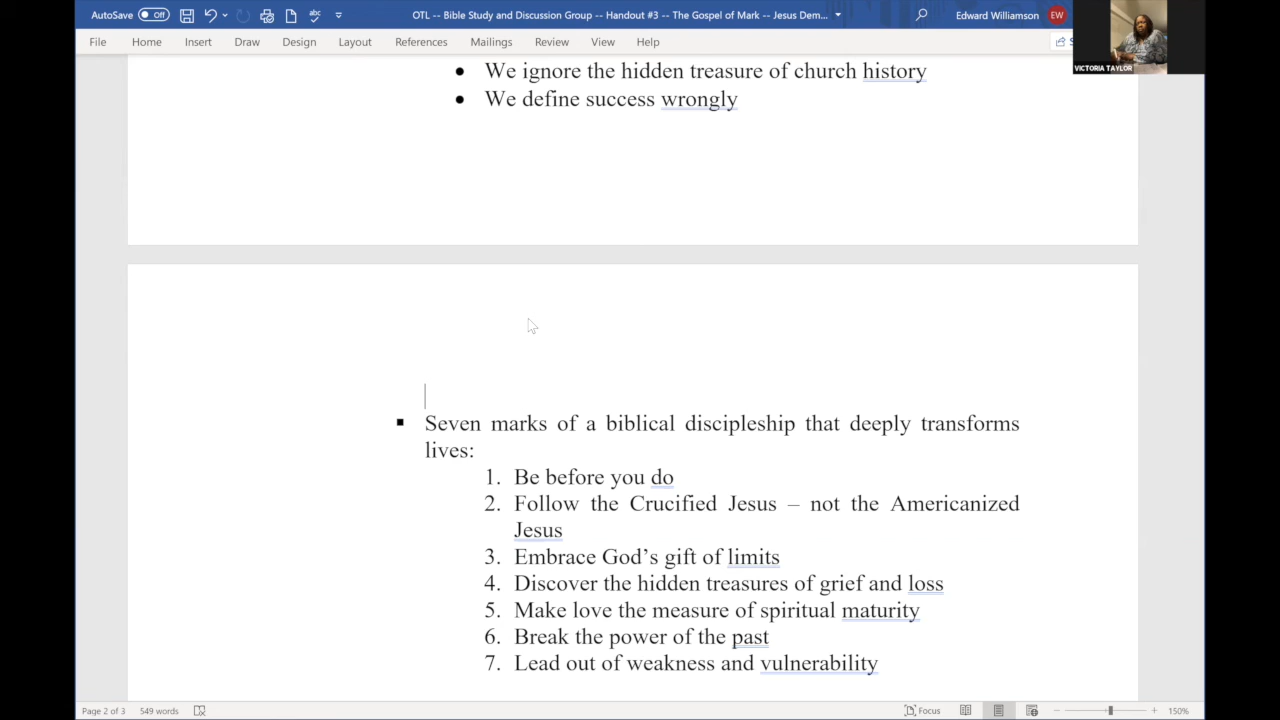 AutoSave Off OTL -- Bible Study and Discussion Group -- Handout #3 -- The Gospel of Mark -- Jesus Dem... Edward Williamson EW
File Home Insert Draw Design Layout References Mailings Review View Help
VICTORIA TAYLOR
• We ignore the hidden treasure of church history
• We define success wrongly
▪ Seven marks of a biblical discipleship that deeply transforms
lives:
1. Be before you do
2. Follow the Crucified Jesus – not the Americanized
Jesus
3. Embrace God’s gift of limits
4. Discover the hidden treasures of grief and loss
5. Make love the measure of spiritual maturity
6. Break the power of the past
7. Lead out of weakness and vulnerability
Page 2 of 3 549 words Focus 150%